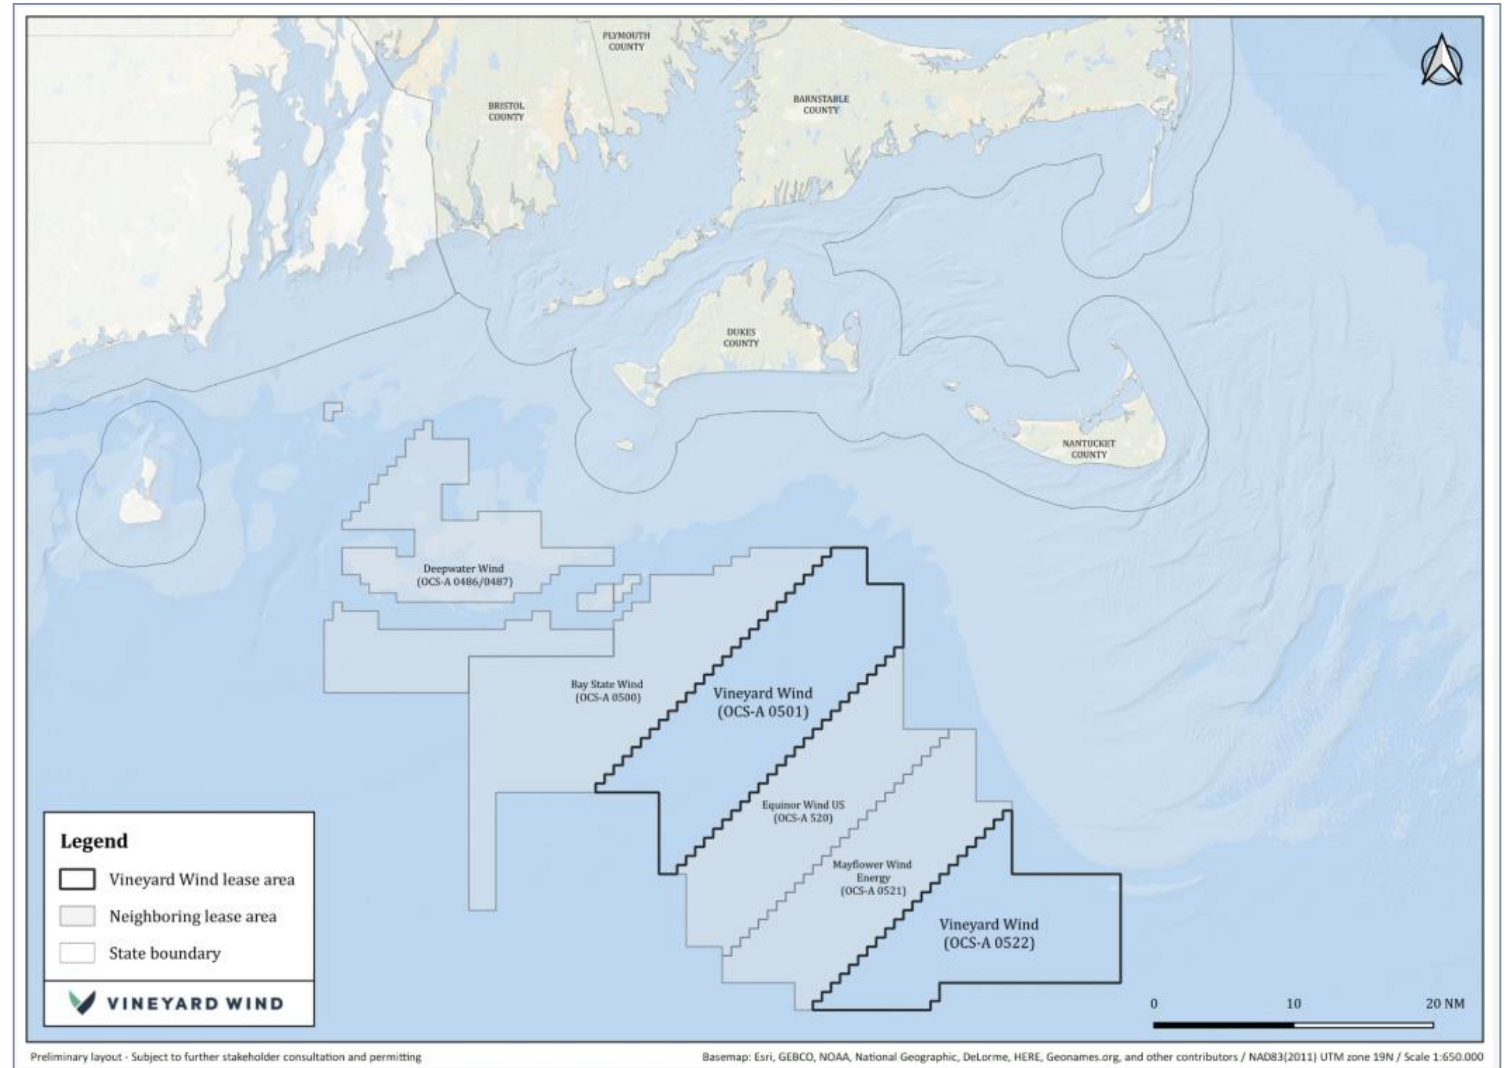 PLYMOUTH
COUNTY
BRISTOL
COUNTY
BARNSTABLE
COUNTY
DUKES
COUNTY
NANTUCKET
COUNTY
Deepwater Wind
(OCS-A 0486/0487)
Bay State Wind
(OCS-A 0500)
Vineyard Wind
(OCS-A 0501)
Equinor Wind US
(OCS-A 520)
Mayflower Wind
Energy
(OCS-A 0521)
Vineyard Wind
(OCS-A 0522)
Legend
Vineyard Wind lease area
Neighboring lease area
State boundary
VINEYARD WIND
0 10 20 NM
Preliminary layout - Subject to further stakeholder consultation and permitting
Basemap: Esri, GEBCO, NOAA, National Geographic, DeLorme, HERE, Geonames.org, and other contributors / NAD83(2011) UTM zone 19N / Scale 1:650.000